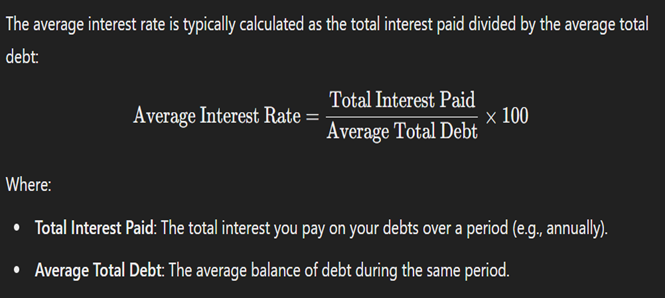 The average interest rate is typically calculated as the total interest paid divided by the average total
debt:
Average Interest Rate = Total Interest Paid / Average Total Debt × 100
Where:
• Total Interest Paid: The total interest you pay on your debts over a period (e.g., annually).
• Average Total Debt: The average balance of debt during the same period.